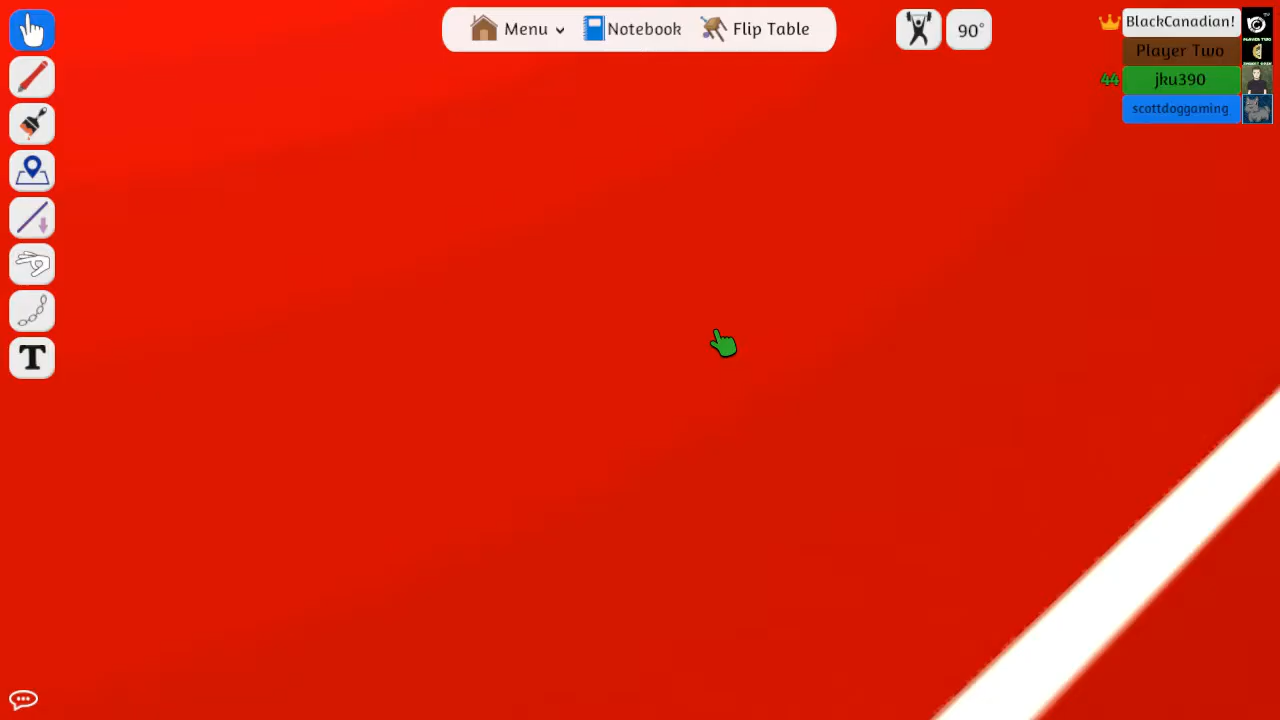 Menu
Notebook
Flip Table
90°
BlackCanadian!
Player Two
44
jku390
scottdoggaming
T